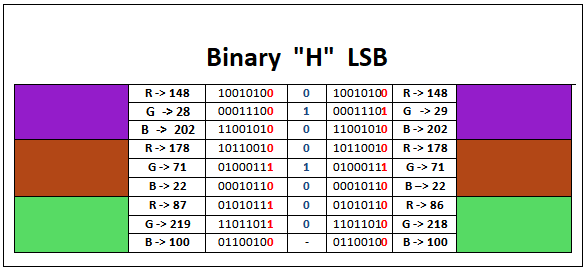 Binary "H" LSB
R -> 148 10010100 0 10010100 R -> 148
G -> 28 00011100 1 00011101 G -> 29
B -> 202 11001010 0 11001010 B -> 202
R -> 178 10110010 0 10110010 R -> 178
G -> 71 01000111 1 01000111 G -> 71
B -> 22 00010110 0 00010110 B –> 22
R -> 87 01010111 0 01010110 R -> 86
G -> 219 11011011 0 11011010 G -> 218
B -> 100 01100100 - 01100100 B -> 100